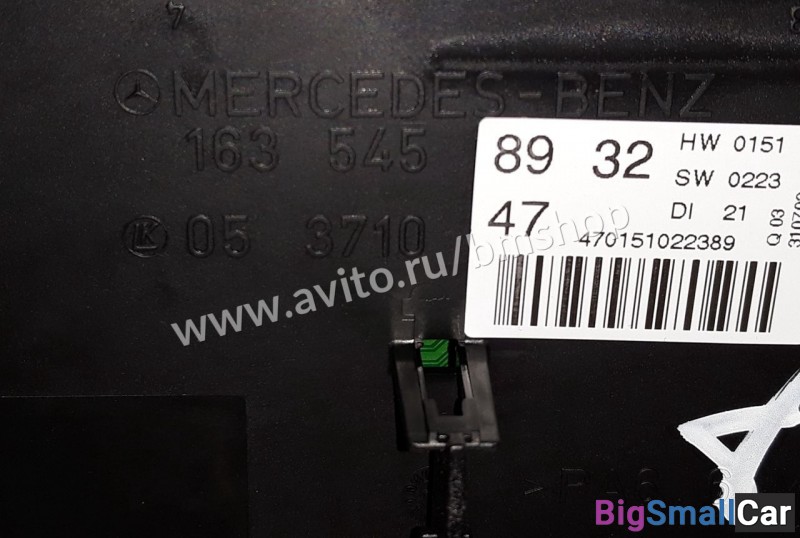 MERCEDES-BENZ
163 545
89 32
HW 0151
SW 0223
47
DI 21
Q 03
05 3710
470151022389
www.avito.ru/bmshop
BigSmallCar